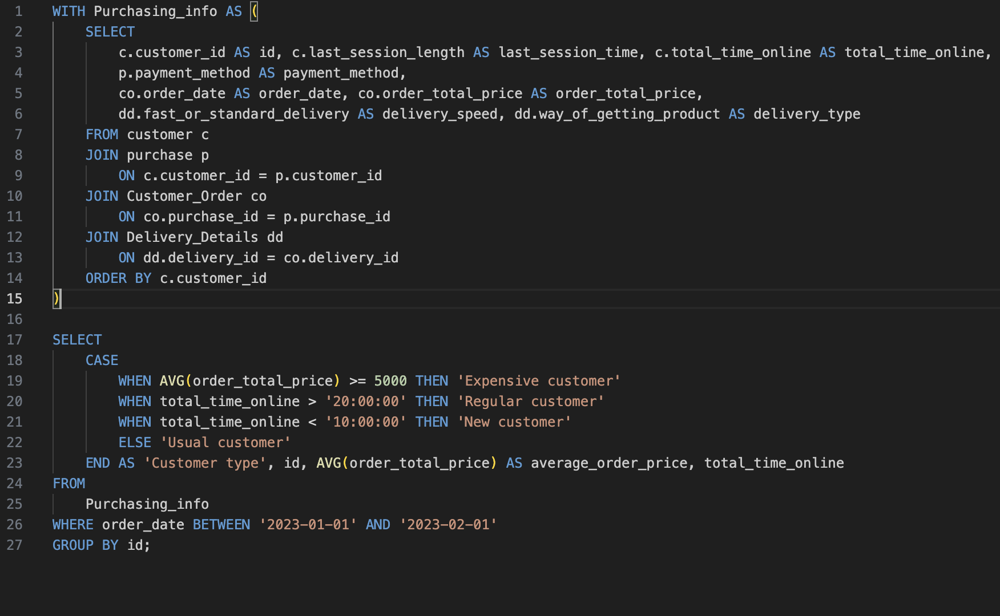 1 WITH Purchasing_info AS (
2 SELECT
3 c.customer_id AS id, c.last_session_length AS last_session_time, c.total_time_online AS total_time_online,
4 p.payment_method AS payment_method,
5 co.order_date AS order_date, co.order_total_price AS order_total_price,
6 dd.fast_or_standard_delivery AS delivery_speed, dd.way_of_getting_product AS delivery_type
7 FROM customer c
8 JOIN purchase p
9 ON c.customer_id = p.customer_id
10 JOIN Customer_Order co
11 ON co.purchase_id = p.purchase_id
12 JOIN Delivery_Details dd
13 ON dd.delivery_id = co.delivery_id
14 ORDER BY c.customer_id
15 )
16
17 SELECT
18 CASE
19 WHEN AVG(order_total_price) >= 5000 THEN 'Expensive customer'
20 WHEN total_time_online > '20:00:00' THEN 'Regular customer'
21 WHEN total_time_online < '10:00:00' THEN 'New customer'
22 ELSE 'Usual customer'
23 END AS 'Customer type', id, AVG(order_total_price) AS average_order_price, total_time_online
24 FROM
25 Purchasing_info
26 WHERE order_date BETWEEN '2023-01-01' AND '2023-02-01'
27 GROUP BY id;